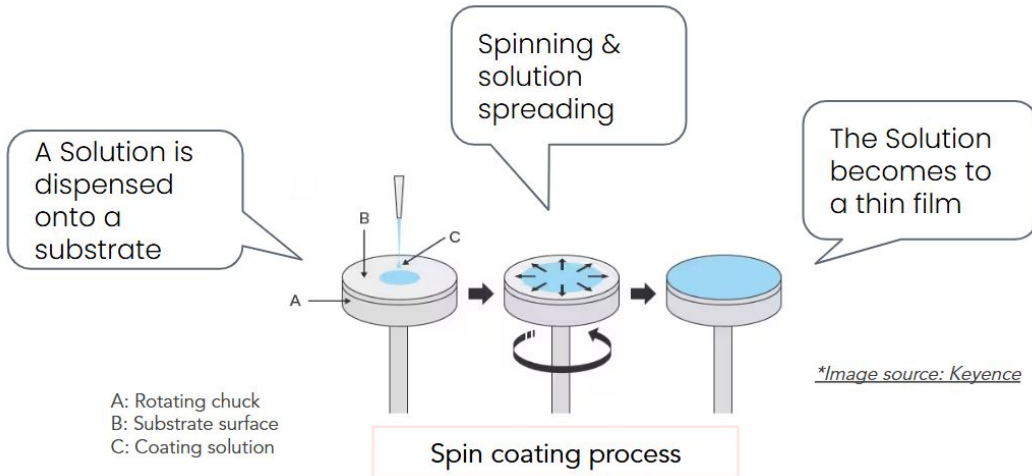 A Solution is
dispensed
onto a
substrate
Spinning &
solution
spreading
The Solution
becomes to
a thin film
B
C
A
A: Rotating chuck
B: Substrate surface
C: Coating solution
*Image source: Keyence
Spin coating process